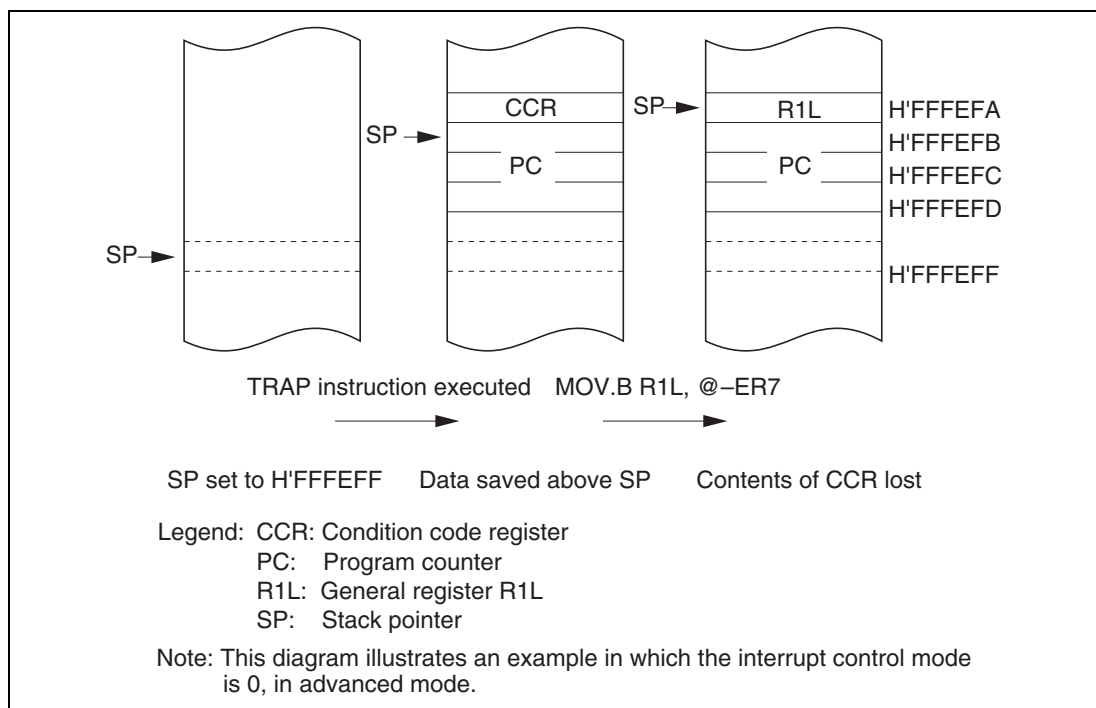 CCR SP R1L H'FFFEFA
SP H'FFFEFB
PC PC H'FFFEFC
H'FFFEFD
SP
H'FFFEFF
TRAP instruction executed MOV.B R1L, @–ER7
SP set to H'FFFEFF Data saved above SP Contents of CCR lost
Legend: CCR: Condition code register
PC: Program counter
R1L: General register R1L
SP: Stack pointer
Note: This diagram illustrates an example in which the interrupt control mode
is 0, in advanced mode.